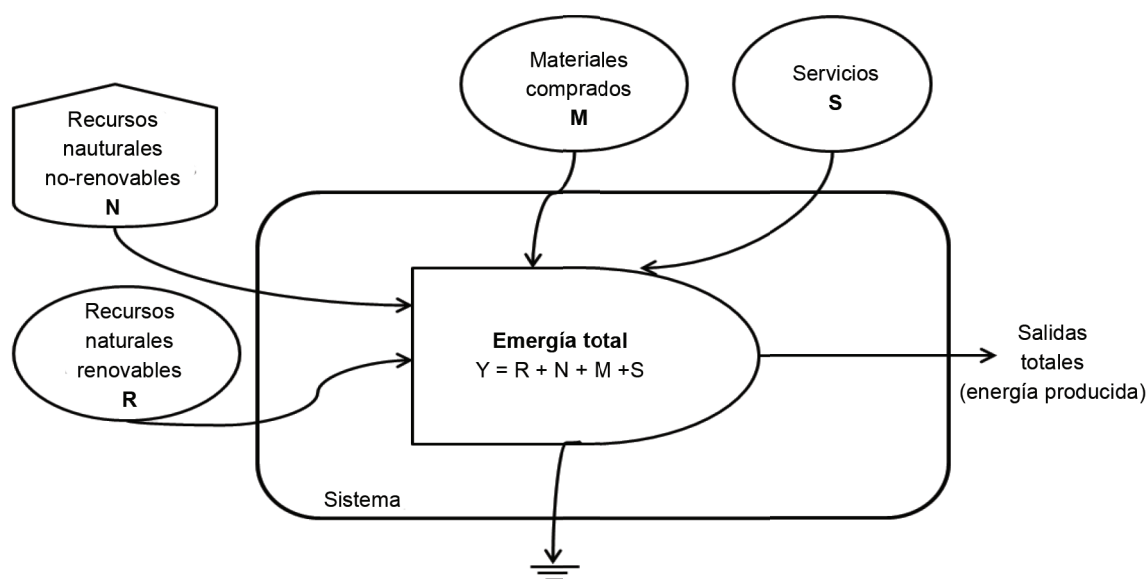 Materiales
comprados
M
Servicios
S
Recursos
nauturales
no-renovables
N
Recursos
naturales
renovables
R
Emergía total
Y = R + N + M +S
Salidas
totales
(energía producida)
Sistema